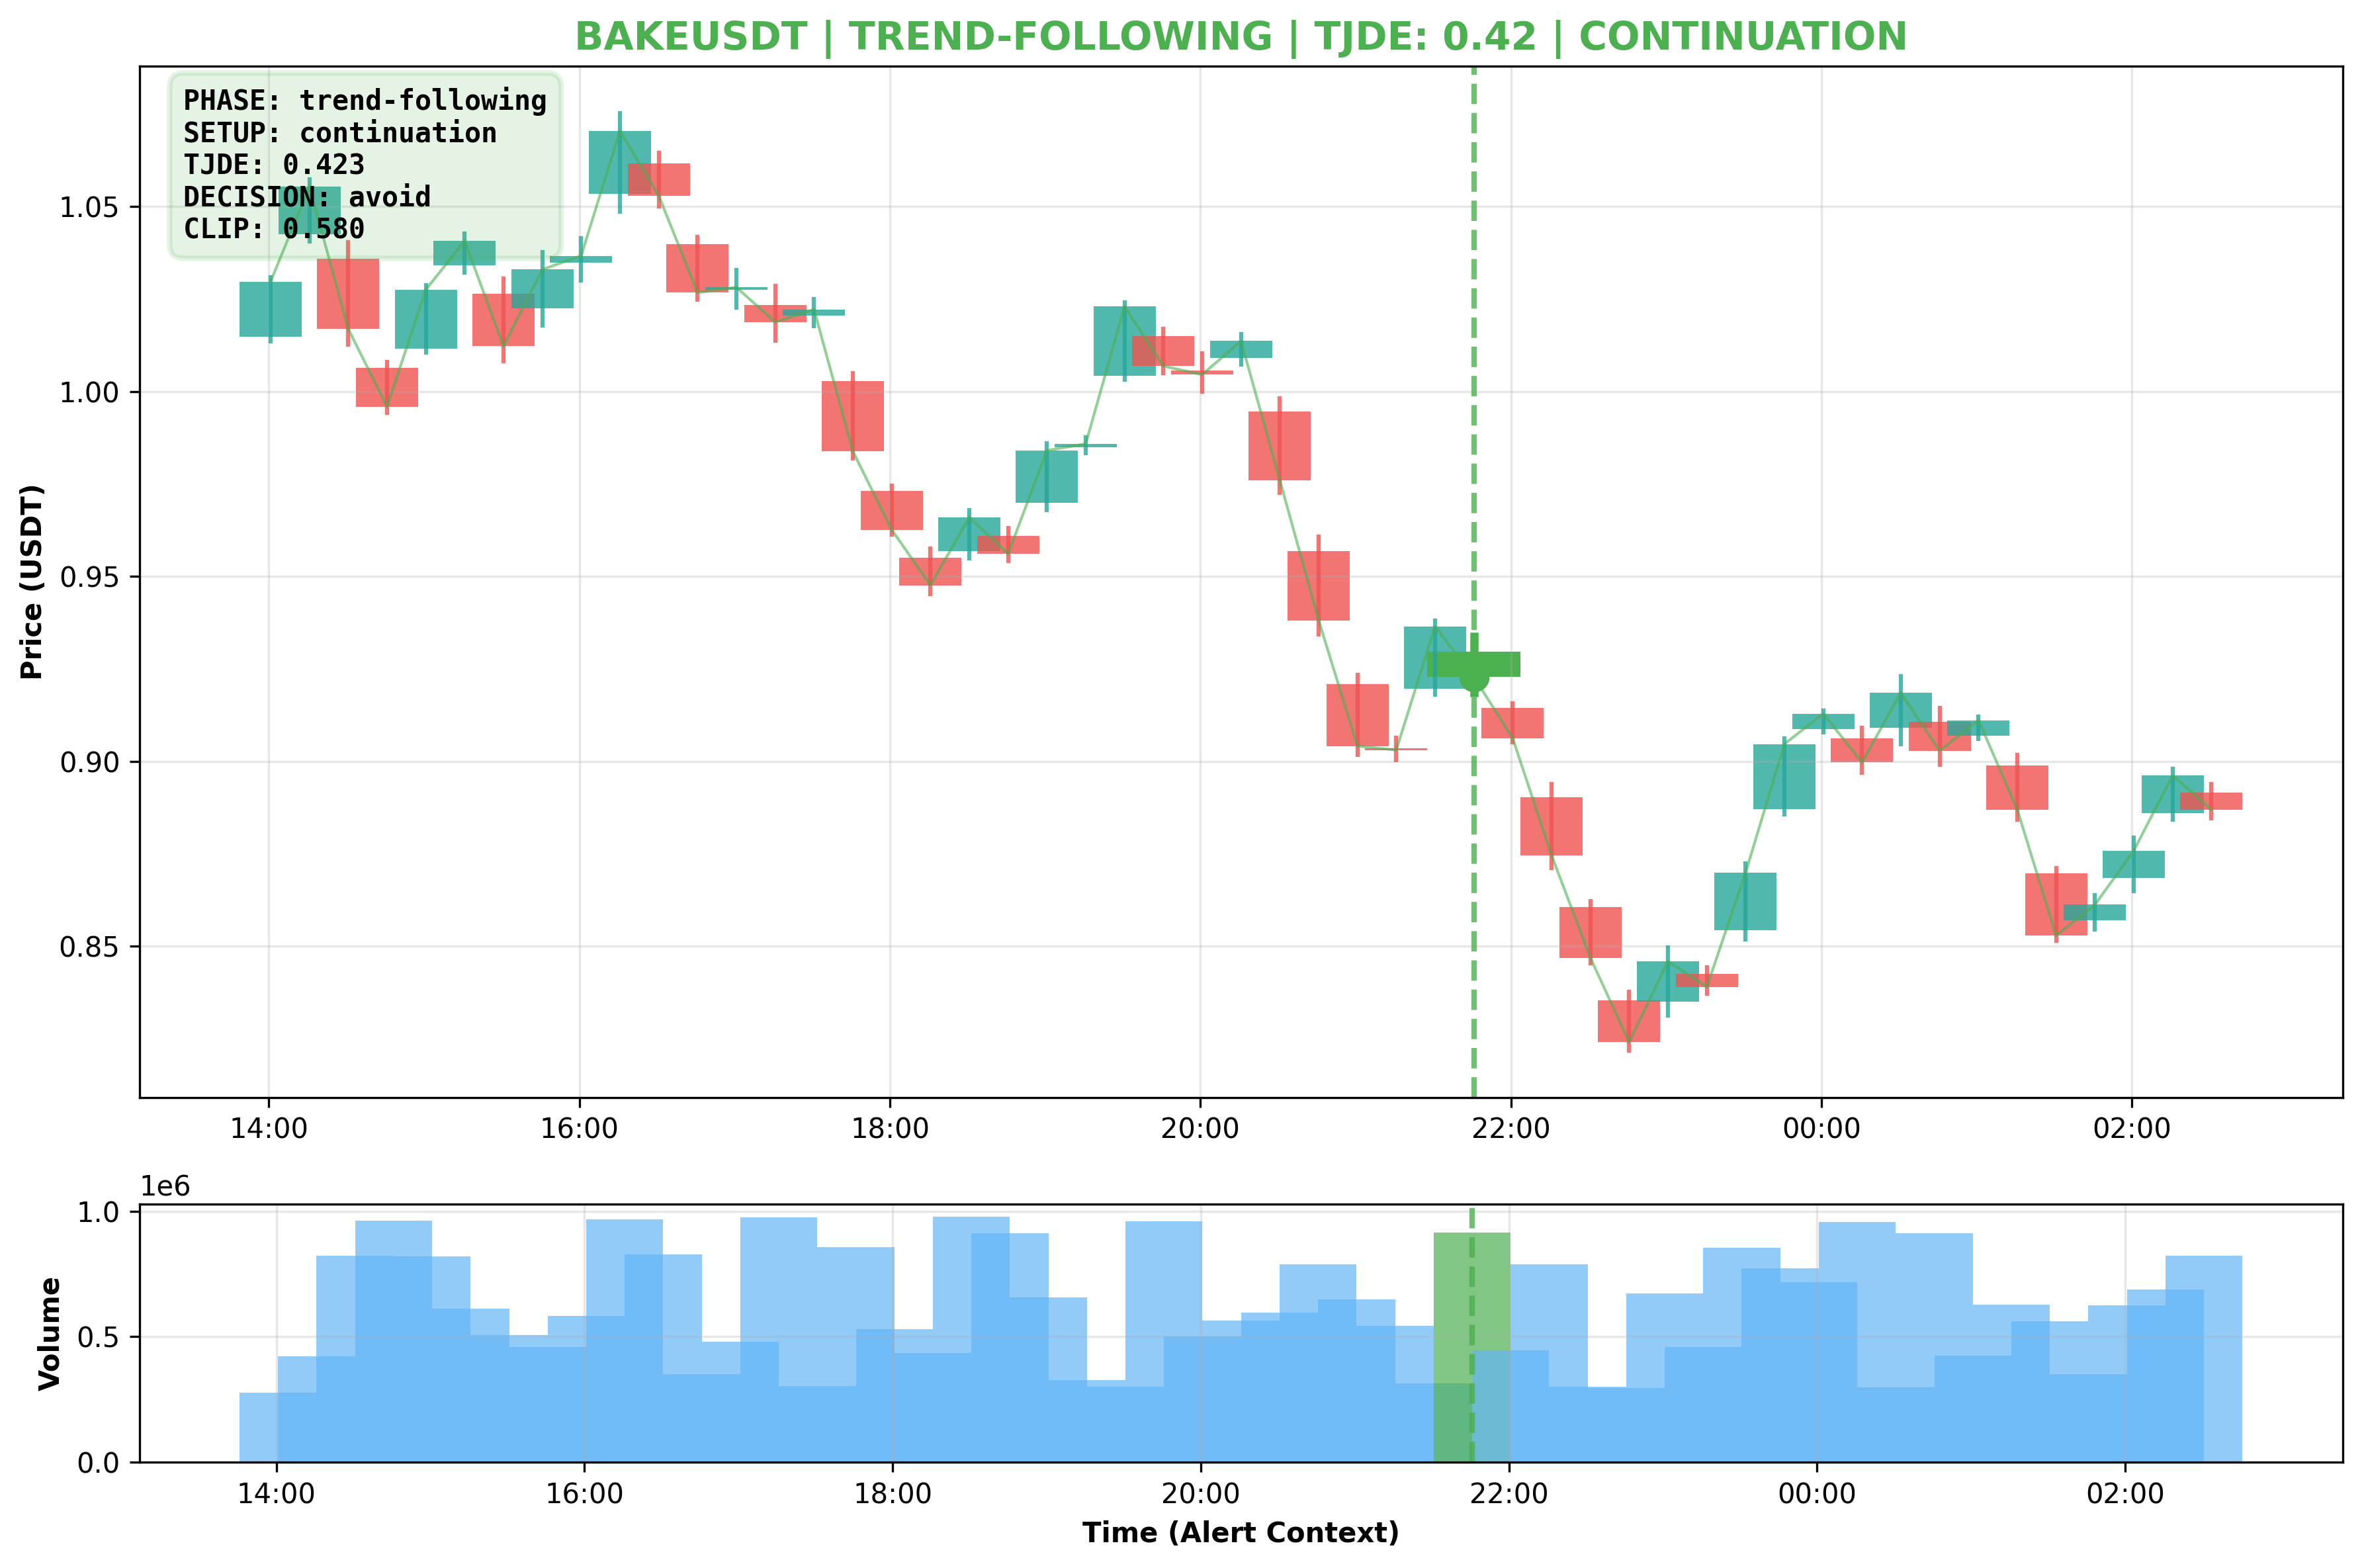 BAKEUSDT | TREND-FOLLOWING | TJDE: 0.42 | CONTINUATION
PHASE: trend-following
SETUP: continuation
TJDE: 0.423
DECISION: avoid
CLIP: 0.580
Price (USDT)
1.05
1.00
0.95
0.90
0.85
14:00 16:00 18:00 20:00 22:00 00:00 02:00
1e6
Volume
1.0
0.5
0.0
14:00 16:00 18:00 20:00 22:00 00:00 02:00
Time (Alert Context)